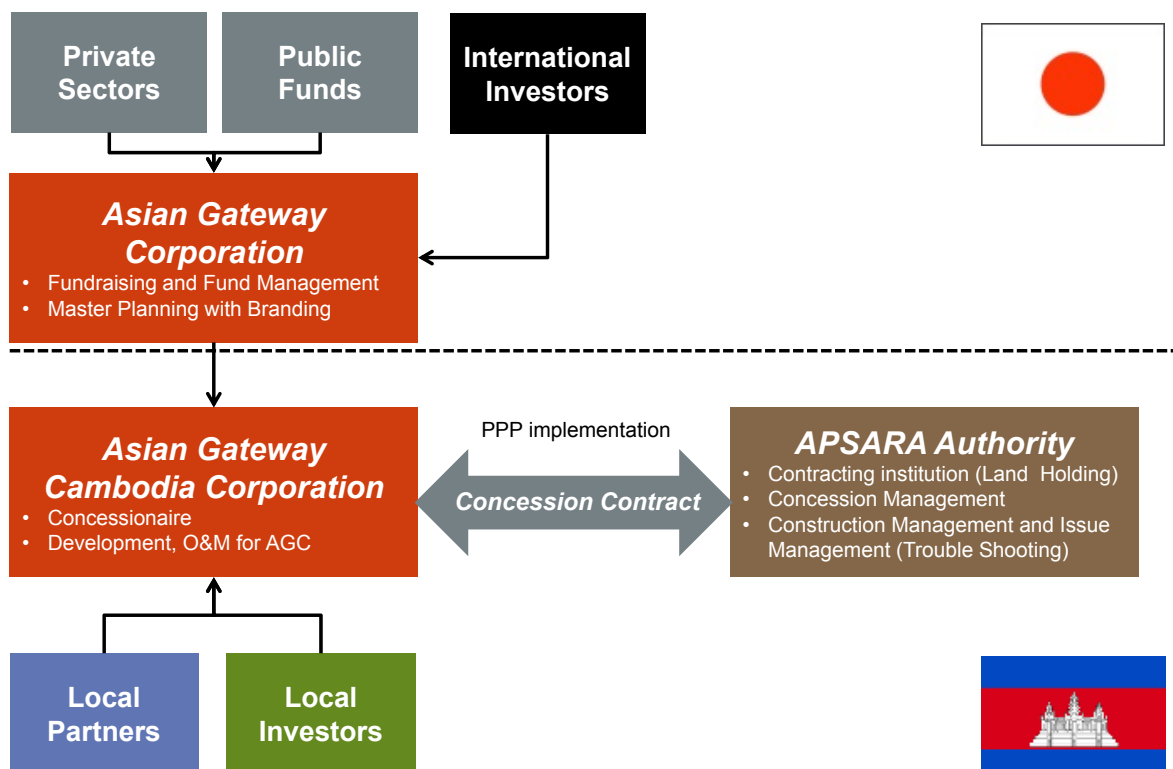 Private
Sectors
Public
Funds
International
Investors
Asian Gateway
Corporation
• Fundraising and Fund Management
• Master Planning with Branding
Asian Gateway
Cambodia Corporation
• Concessionaire
• Development, O&M for AGC
PPP implementation
Concession Contract
APSARA Authority
• Contracting institution (Land Holding)
• Concession Management
• Construction Management and Issue
Management (Trouble Shooting)
Local
Partners
Local
Investors